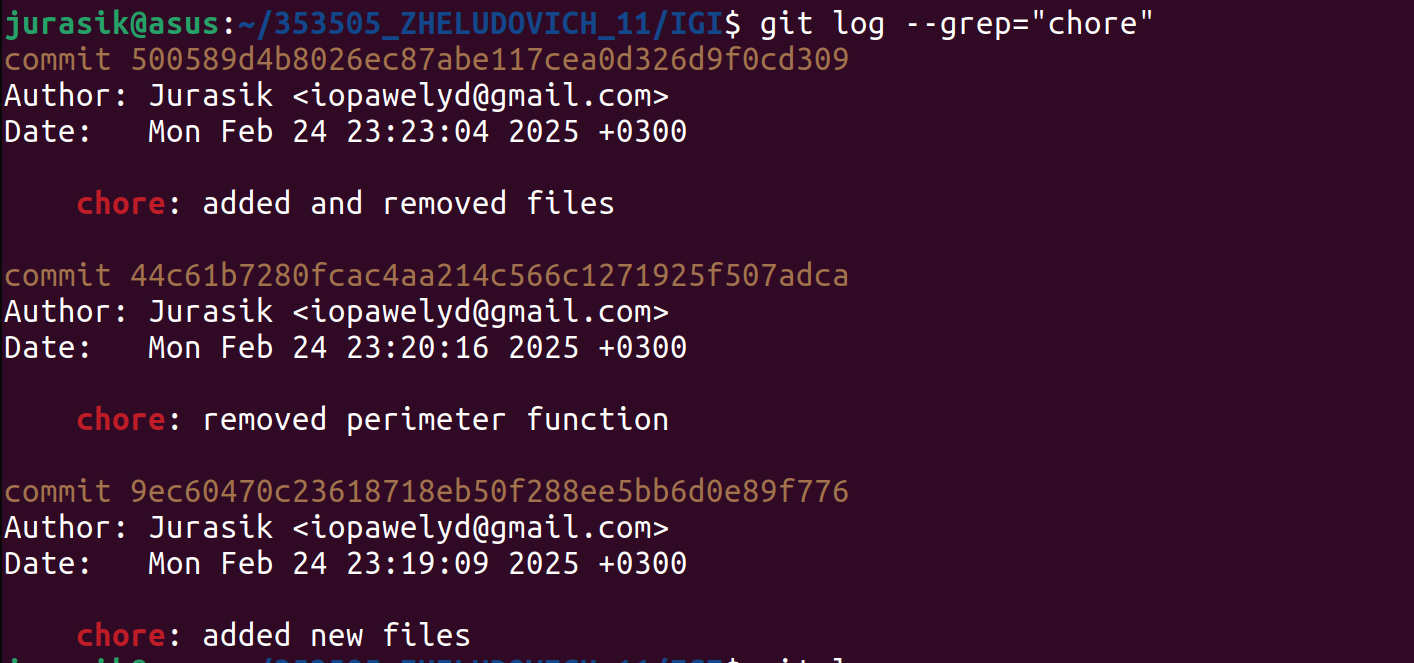 jurasik@asus:~/353505_ZHELUDOVICH_11/IGI$ git log --grep="chore"
commit 500589d4b8026ec87abe117cea0d326d9f0cd309
Author: Jurasik <iopawelyd@gmail.com>
Date:   Mon Feb 24 23:23:04 2025 +0300
    chore: added and removed files
commit 44c61b7280fcac4aa214c566c1271925f507adca
Author: Jurasik <iopawelyd@gmail.com>
Date:   Mon Feb 24 23:20:16 2025 +0300
    chore: removed perimeter function
commit 9ec60470c23618718eb50f288ee5bb6d0e89f776
Author: Jurasik <iopawelyd@gmail.com>
Date:   Mon Feb 24 23:19:09 2025 +0300
    chore: added new files